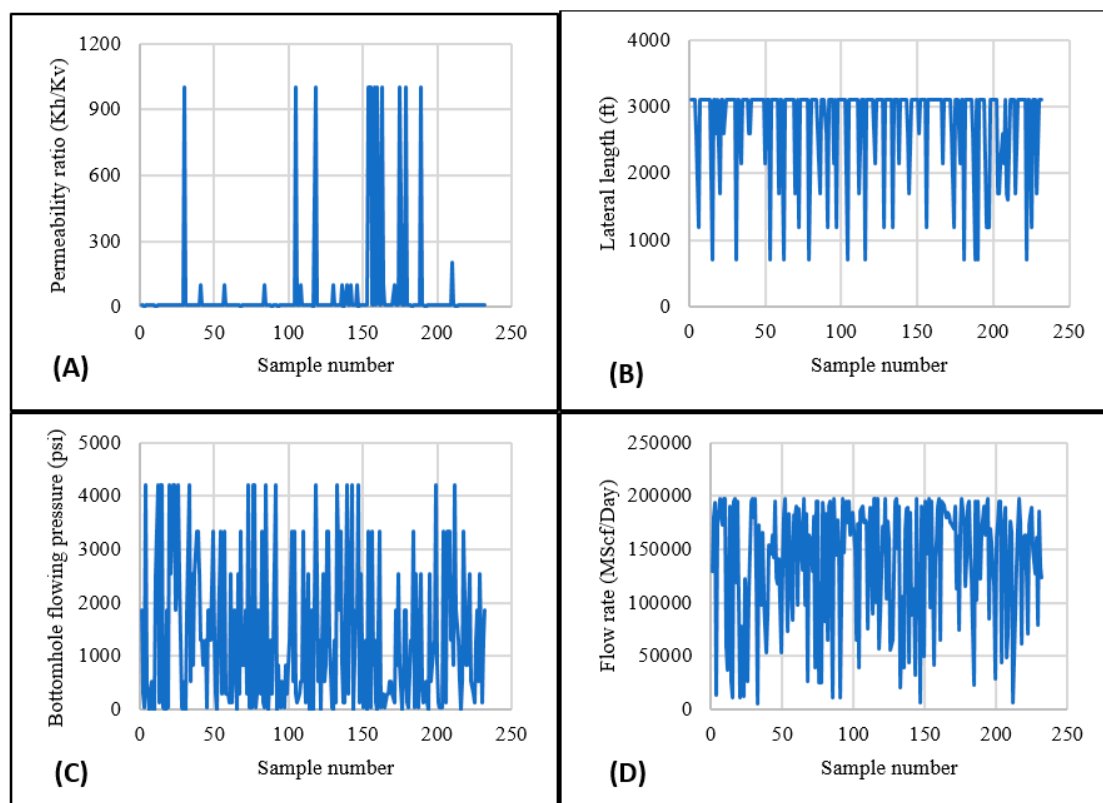 Permeability ratio (Kh/Kv)
1200
900
600
300
0
0 50 100 150 200 250
Sample number
(A)
Lateral length (ft)
4000
3000
2000
1000
0
0 50 100 150 200 250
Sample number
(B)
Bottomhole flowing pressure (psi)
5000
4000
3000
2000
1000
0
0 50 100 150 200 250
Sample number
(C)
Flow rate (MScf/Day)
250000
200000
150000
100000
50000
0
0 50 100 150 200 250
Sample number
(D)